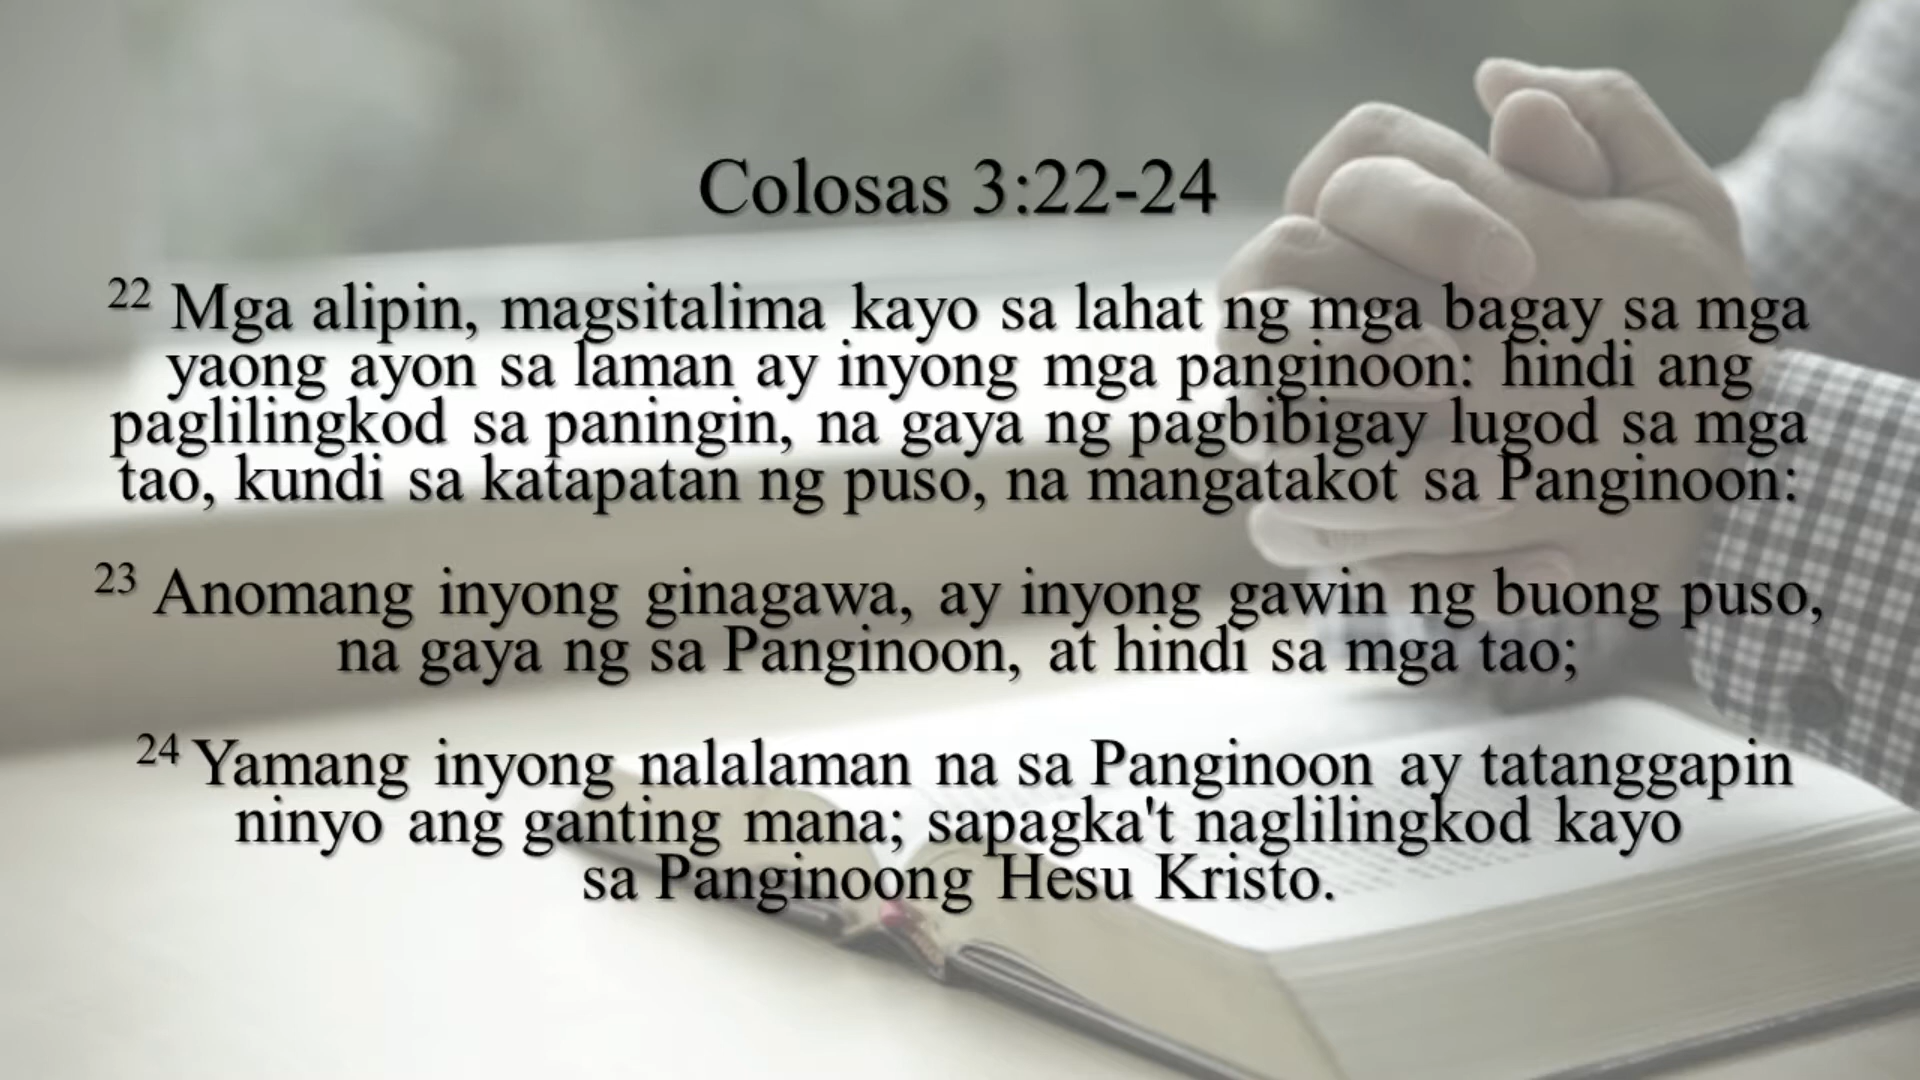 Colosas 3:22-24
22 Mga alipin, magsitalima kayo sa lahat ng mga bagay sa mga
yaong ayon sa laman ay inyong mga panginoon: hindi ang
paglilingkod sa paningin, na gaya ng pagbibigay lugod sa mga
tao, kundi sa katapatan ng puso, na mangatakot sa Panginoon:
23 Anomang inyong ginagawa, ay inyong gawin ng buong puso,
na gaya ng sa Panginoon, at hindi sa mga tao;
24 Yamang inyong nalalaman na sa Panginoon ay tatanggapin
ninyo ang ganting mana; sapagka't naglilingkod kayo
sa Panginoong Hesu Kristo.